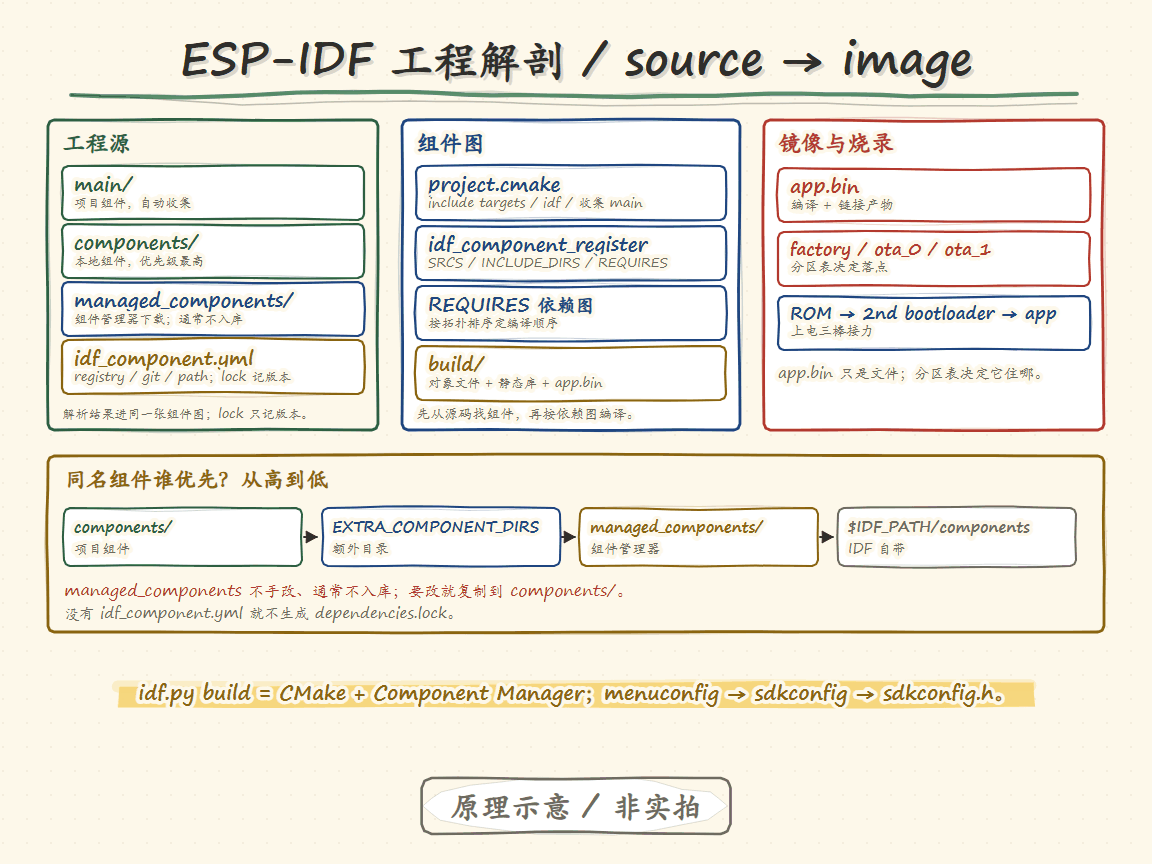 ESP-IDF 工程解剖 / source → image
工程源
main/
项目组件，自动收集
components/
本地组件，优先级最高
managed_components/
组件管理器下载；通常不入库
idf_component.yml
registry / git / path；lock 记版本
解析结果进同一张组件图；lock 只记版本。
组件图
project.cmake
include targets / idf / 收集 main
idf_component_register
SRCS / INCLUDE_DIRS / REQUIRES
REQUIRES 依赖图
按拓扑排序定编译顺序
build/
对象文件 + 静态库 + app.bin
先从源码找组件，再按依赖图编译。
镜像与烧录
app.bin
编译 + 链接产物
factory / ota_0 / ota_1
分区表决定落点
ROM → 2nd bootloader → app
上电三棒接力
app.bin 只是文件；分区表决定它住哪。
同名组件谁优先？从高到低
components/
项目组件
EXTRA_COMPONENT_DIRS
额外目录
managed_components/
组件管理器
$IDF_PATH/components
IDF 自带
managed_components 不手改、通常不入库；要改就复制到 components/。
没有 idf_component.yml 就不生成 dependencies.lock。
idf.py build = CMake + Component Manager；menuconfig → sdkconfig → sdkconfig.h。
原理示意 / 非实拍